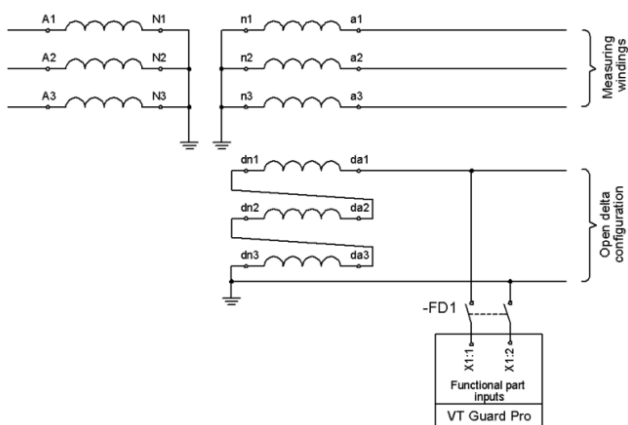 A1 N1 n1 a1
A2 N2 n2 a2
A3 N3 n3 a3
Measuring
windings
dn1 da1
dn2 da2
dn3 da3
Open delta
configuration
-FD1
X1:1 X1:2
Functional part
inputs
VT Guard Pro